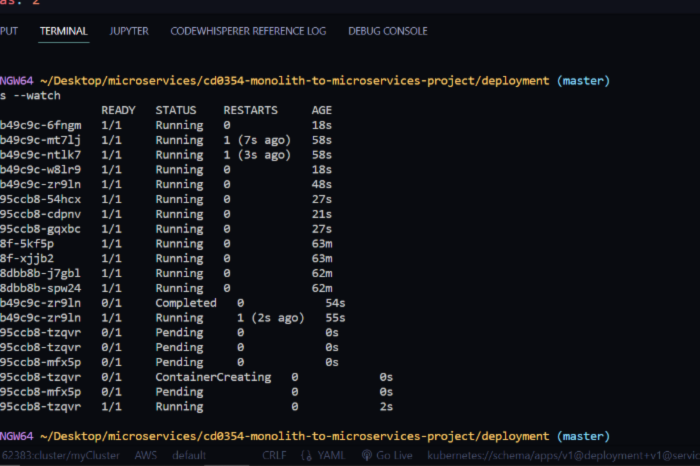 as: 2
PUT TERMINAL JUPYTER CODEWHISPERER REFERENCE LOG DEBUG CONSOLE
NGW64 ~/Desktop/microservices/cd0354-monolith-to-microservices-project/deployment (master)
s --watch
READY STATUS RESTARTS AGE
b49c9c-6fngm 1/1 Running 0 18s
b49c9c-mt7lj 1/1 Running 1 (7s ago) 58s
b49c9c-ntlk7 1/1 Running 1 (3s ago) 58s
b49c9c-w8lr9 1/1 Running 0 18s
b49c9c-zr9ln 1/1 Running 0 48s
95ccb8-54hcx 1/1 Running 0 27s
95ccb8-cdpnv 1/1 Running 0 21s
95ccb8-gqxbc 1/1 Running 0 27s
8f-5kf5p 1/1 Running 0 63m
8f-xjjb2 1/1 Running 0 63m
8dbb8b-j7gbl 1/1 Running 0 62m
8dbb8b-spw24 1/1 Running 0 62m
b49c9c-zr9ln 0/1 Completed 0 54s
b49c9c-zr9ln 1/1 Running 1 (2s ago) 55s
95ccb8-tzqvr 0/1 Pending 0 0s
95ccb8-mfx5p 0/1 Pending 0 0s
95ccb8-tzqvr 0/1 Pending 0 0s
95ccb8-tzqvr 0/1 ContainerCreating 0 0s
95ccb8-mfx5p 0/1 Pending 0 0s
95ccb8-tzqvr 1/1 Running 0 2s
NGW64 ~/Desktop/microservices/cd0354-monolith-to-microservices-project/deployment (master)
62383:cluster/myCluster AWS default CRLF {} YAML Go Live kubernetes://schema/apps/v1@deployment+v1@servic